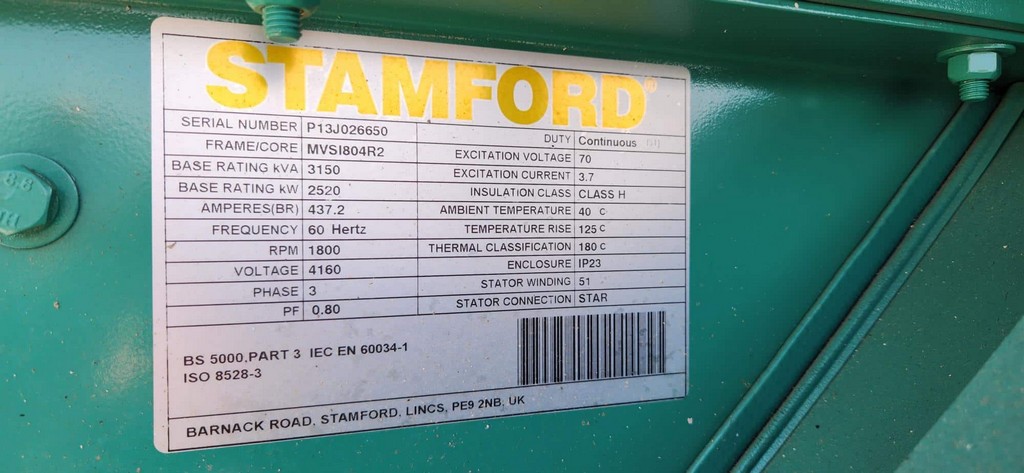 STAMFORD®
SERIAL NUMBER P13J026650
FRAME/CORE MVSI804R2
BASE RATING kVA 3150
BASE RATING kW 2520
AMPERES(BR) 437.2
FREQUENCY 60 Hertz
RPM 1800
VOLTAGE 4160
PHASE 3
PF 0.80
DUTY Continuous
EXCITATION VOLTAGE 70
EXCITATION CURRENT 3.7
INSULATION CLASS CLASS H
AMBIENT TEMPERATURE 40 C
TEMPERATURE RISE 125 C
THERMAL CLASSIFICATION 180 C
ENCLOSURE IP23
STATOR WINDING 51
STATOR CONNECTION STAR
BS 5000,PART 3 IEC EN 60034-1
ISO 8528-3
BARNACK ROAD, STAMFORD, LINCS, PE9 2NB, UK
8.8